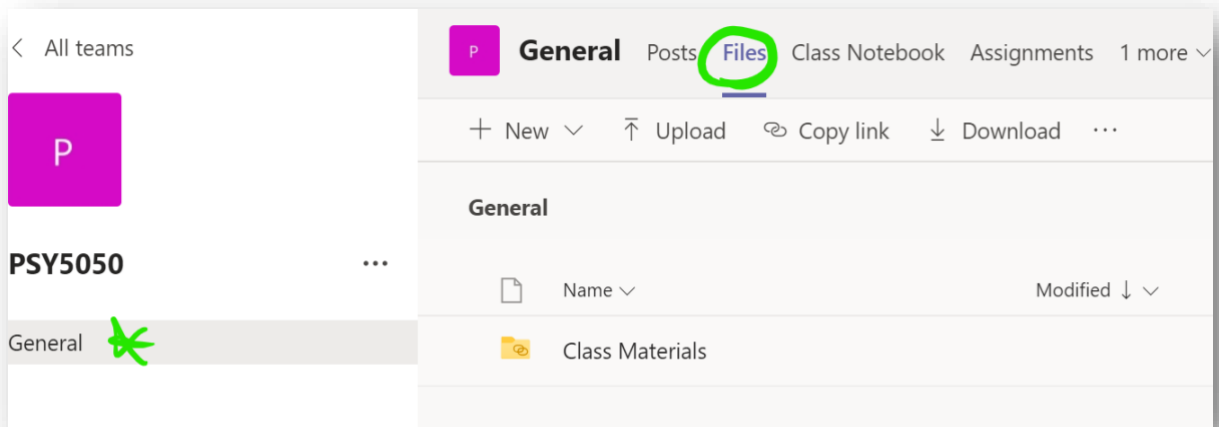 All teams
P
PSY5050
General
P General Posts Files Class Notebook Assignments 1 more
New Upload Copy link Download ...
General
Name Modified
Class Materials